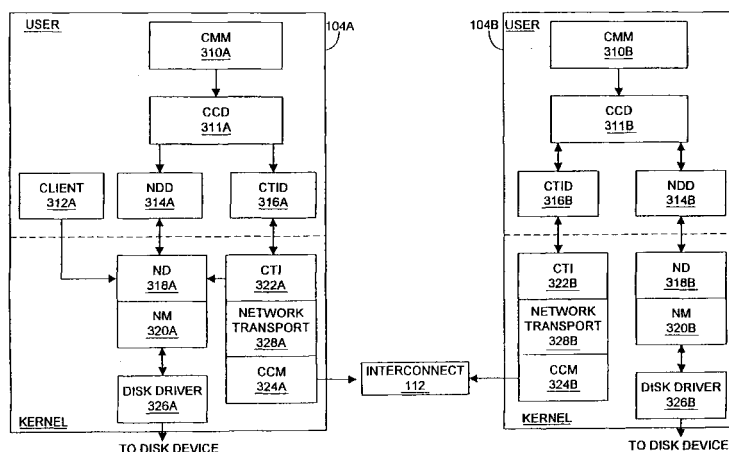 USER
104A
CMM
310A
CCD
311A
CLIENT
312A
NDD
314A
CTID
316A
ND
318A
NM
320A
CTI
322A
NETWORK
TRANSPORT
328A
CCM
324A
DISK DRIVER
326A
KERNEL
TO DISK DEVICE
INTERCONNECT
112
104B
USER
CMM
310B
CCD
311B
CTID
316B
NDD
314B
CTI
322B
NETWORK
TRANSPORT
328B
CCM
324B
ND
318B
NM
320B
DISK DRIVER
326B
KERNEL
TO DISK DEVICE